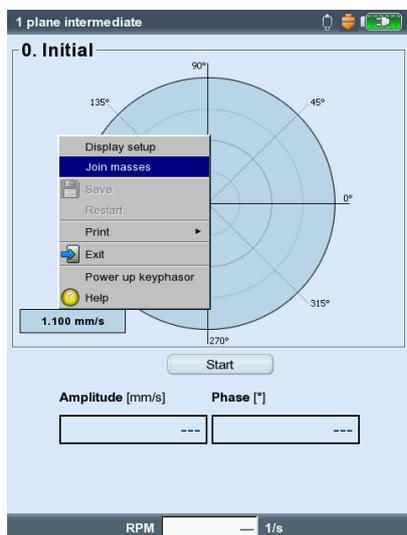 1 plane intermediate
0. Initial
90°
135°
45°
Display setup
Join masses
Save
Restart
Print
Exit
Power up keyphasor
Help
0°
315°
1.100 mm/s
270°
Start
Amplitude [mm/s]
Phase [°]
---
---
RPM — 1/s